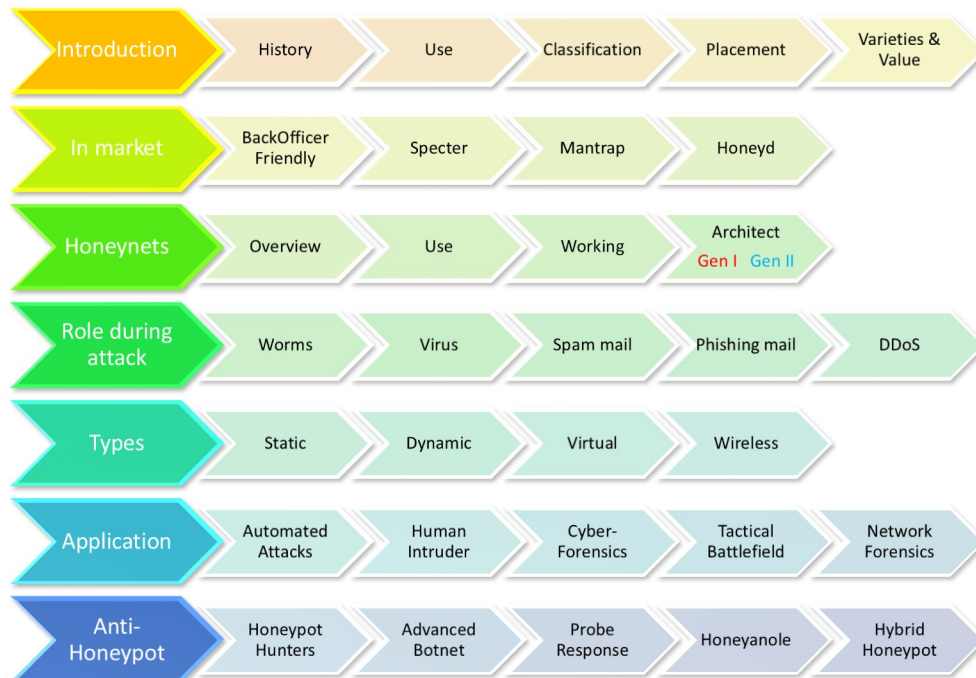 Introduction
History
Use
Classification
Placement
Varieties &
Value
In market
BackOfficer
Friendly
Specter
Mantrap
Honeyd
Honeynets
Overview
Use
Working
Architect
Gen I Gen II
Role during
attack
Worms
Virus
Spam mail
Phishing mail
DDoS
Types
Static
Dynamic
Virtual
Wireless
Application
Automated
Attacks
Human
Intruder
Cyber-
Forensics
Tactical
Battlefield
Network
Forensics
Anti-
Honeypot
Honeypot
Hunters
Advanced
Botnet
Probe
Response
Honeyanole
Hybrid
Honeypot